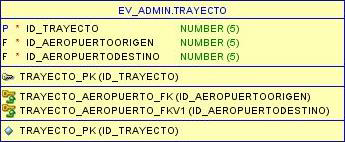 EV_ADMIN.TRAYECTO
P * ID_TRAYECTO NUMBER (5)
F * ID_AEROPUERTOORIGEN NUMBER (5)
F * ID_AEROPUERTODESTINO NUMBER (5)
TRAYECTO_PK (ID_TRAYECTO)
TRAYECTO_AEROPUERTO_FK (ID_AEROPUERTOORIGEN)
TRAYECTO_AEROPUERTO_FKV1 (ID_AEROPUERTODESTINO)
TRAYECTO_PK (ID_TRAYECTO)